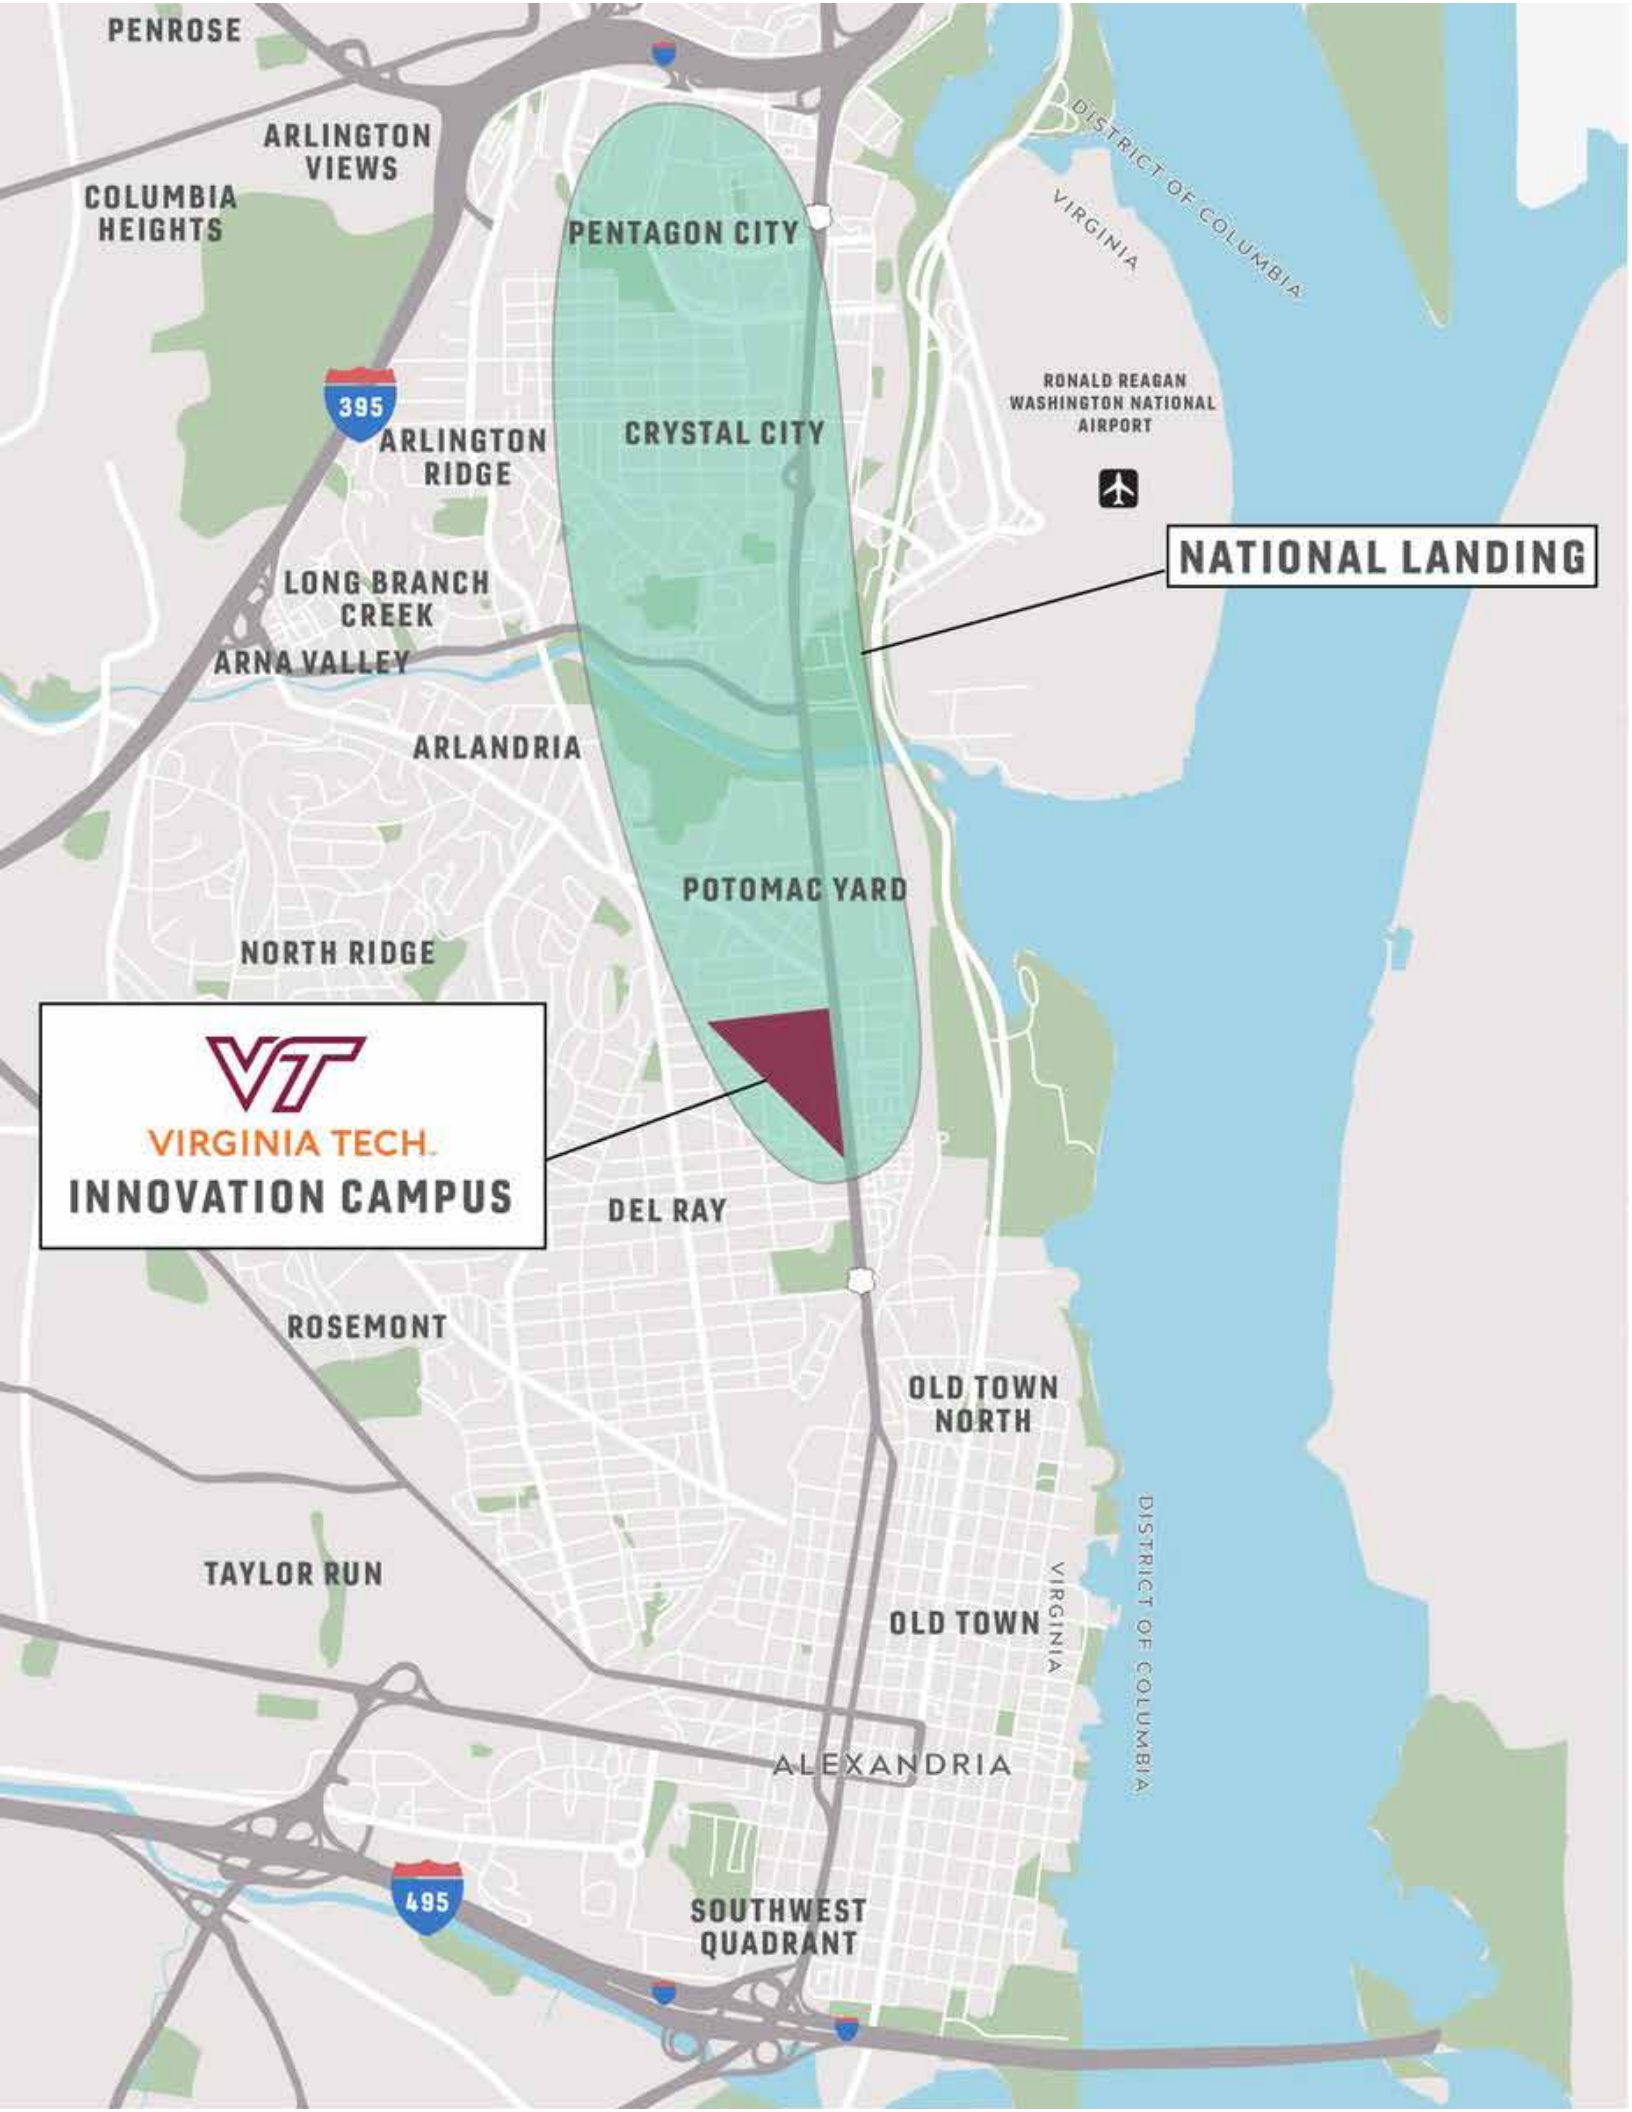 PENROSE
ARLINGTON
VIEWS
COLUMBIA
HEIGHTS
DISTRICT OF COLUMBIA
VIRGINIA
PENTAGON CITY
RONALD REAGAN
WASHINGTON NATIONAL
AIRPORT
395
ARLINGTON
RIDGE
CRYSTAL CITY
NATIONAL LANDING
LONG BRANCH
CREEK
ARNA VALLEY
ARLANDRIA
POTOMAC YARD
NORTH RIDGE
VT
VIRGINIA TECH
INNOVATION CAMPUS
DEL RAY
ROSEMONT
OLD TOWN
NORTH
TAYLOR RUN
OLD TOWN
VIRGINIA
DISTRICT OF COLUMBIA
ALEXANDRIA
495
SOUTHWEST
QUADRANT